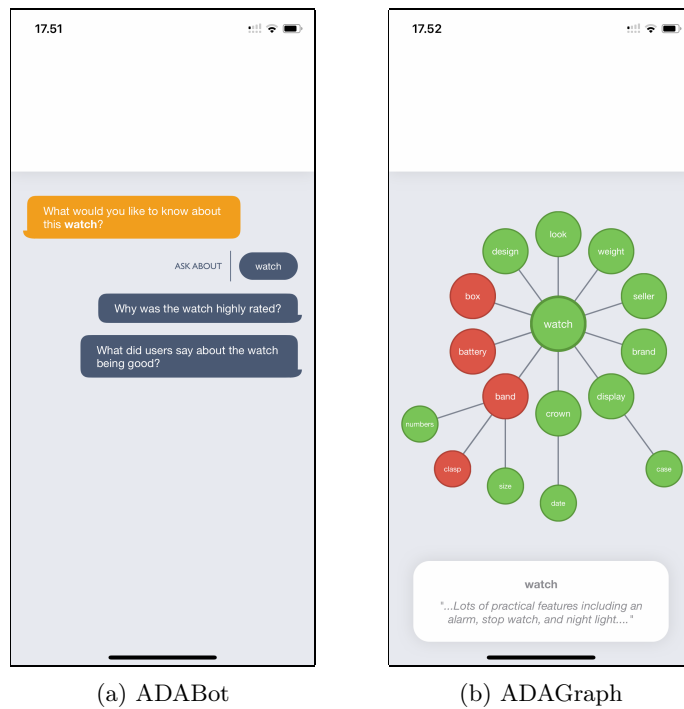 17.51
What would you like to know about
this watch?
ASK ABOUT
watch
Why was the watch highly rated?
What did users say about the watch
being good?
(a) ADABot
17.52
look
design
weight
box
seller
watch
battery
brand
band
display
crown
numbers
clasp
case
size
date
watch
"...Lots of practical features including an
alarm, stop watch, and night light...."
(b) ADAGraph